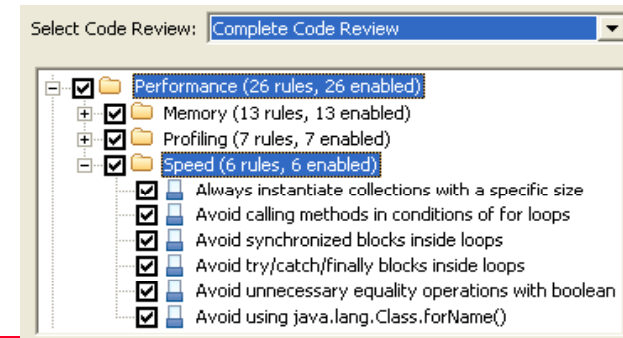 Select Code Review: Complete Code Review
Performance (26 rules, 26 enabled)
Memory (13 rules, 13 enabled)
Profiling (7 rules, 7 enabled)
Speed (6 rules, 6 enabled)
Always instantiate collections with a specific size
Avoid calling methods in conditions of for loops
Avoid synchronized blocks inside loops
Avoid try/catch/finally blocks inside loops
Avoid unnecessary equality operations with boolean
Avoid using java.lang.Class.forName()